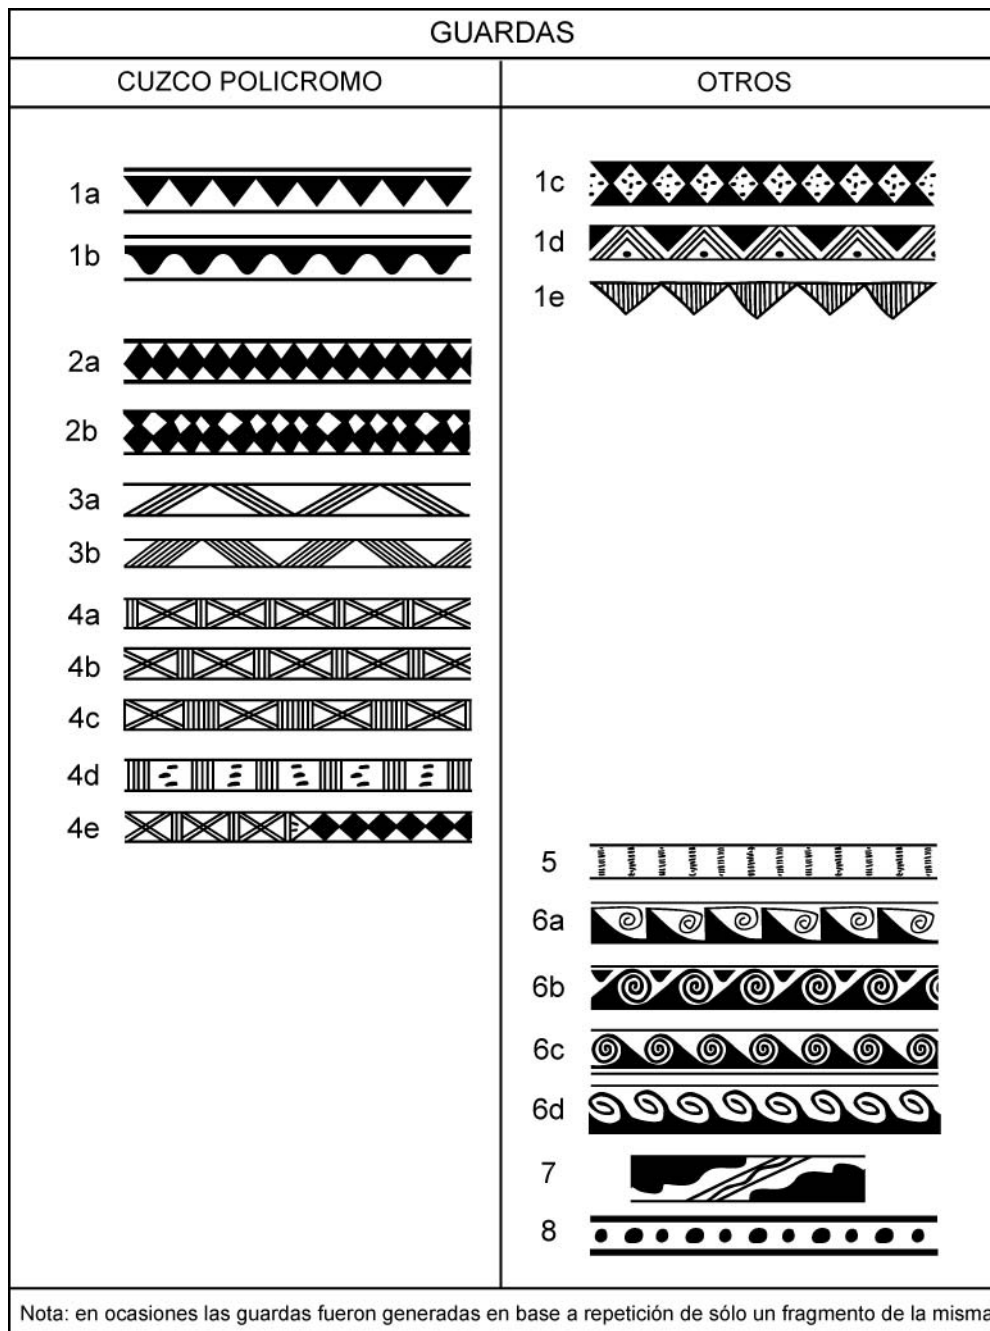 GUARDAS
CUZCO POLICROMO
OTROS
1a
1b
2a
2b
3a
3b
4a
4b
4c
4d
4e
1c
1d
1e
5
6a
6b
6c
6d
7
8
Nota: en ocasiones las guardas fueron generadas en base a repetición de sólo un fragmento de la misma